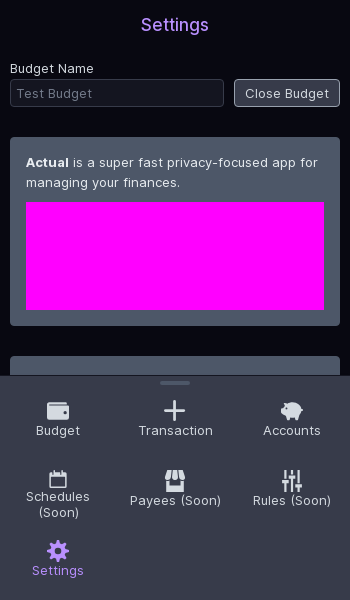 Settings
Budget Name
Test Budget
Close Budget
Actual is a super fast privacy-focused app for
managing your finances.
Budget
Transaction
Accounts
Schedules
(Soon)
Payees (Soon)
Rules (Soon)
Settings